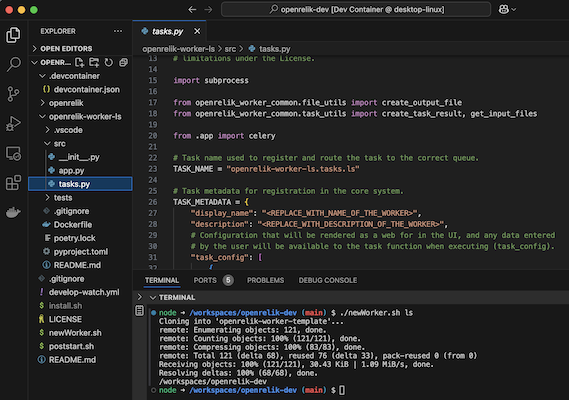 openrelik-dev [Dev Container @ desktop-linux]
EXPLORER
OPEN EDITORS
OPENR...
.devcontainer
devcontainer.json
openrelik
openrelik-worker-ls
.vscode
src
__init__.py
app.py
tasks.py
tests
.gitignore
Dockerfile
poetry.lock
pyproject.toml
README.md
.gitignore
develop-watch.yml
install.sh
LICENSE
newWorker.sh
poststart.sh
README.md
tasks.py
openrelik-worker-ls > src > tasks.py
13 # limitations under the License.
14
15 import subprocess
16
17 from openrelik_worker_common.file_utils import create_output_file
18 from openrelik_worker_common.task_utils import create_task_result, get_input_files
19
20 from .app import celery
21
22 # Task name used to register and route the task to the correct queue.
23 TASK_NAME = "openrelik-worker-ls.tasks.ls"
24
25 # Task metadata for registration in the core system.
26 TASK_METADATA = {
27 "display_name": "<REPLACE_WITH_NAME_OF_THE_WORKER>",
28 "description": "<REPLACE_WITH_DESCRIPTION_OF_THE_WORKER>",
29 # Configuration that will be rendered as a web for in the UI, and any data entered
30 # by the user will be available to the task function when executing (task_config).
31 "task_config": [
32 {
TERMINAL PORTS 5 PROBLEMS DEBUG CONSOLE
TERMINAL
node → /workspaces/openrelik-dev (main) $ ./newWorker.sh ls
Cloning into 'openrelik-worker-template'...
remote: Enumerating objects: 121, done.
remote: Counting objects: 100% (121/121), done.
remote: Compressing objects: 100% (83/83), done.
remote: Total 121 (delta 68), reused 76 (delta 33), pack-reused 0 (from 0)
Receiving objects: 100% (121/121), 30.43 KiB | 1.09 MiB/s, done.
Resolving deltas: 100% (68/68), done.
/workspaces/openrelik-dev
node → /workspaces/openrelik-dev (main) $